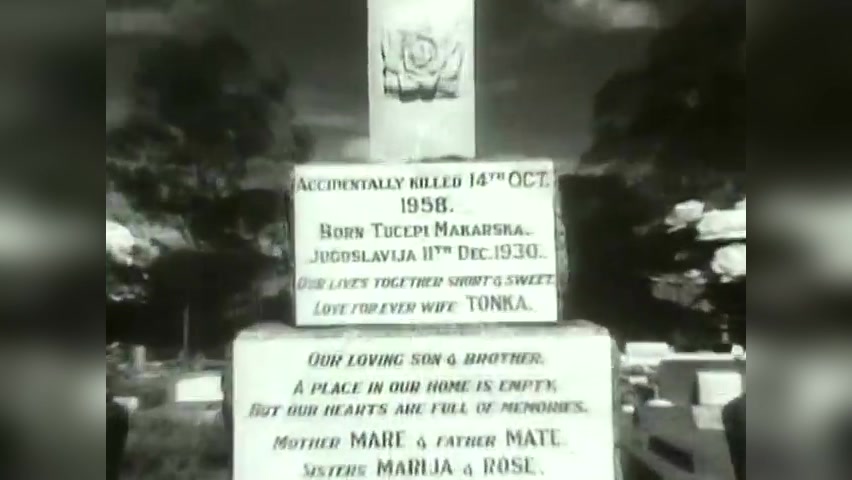 ACCIDENTALLY KILLED 14TH OCT.
1958.
BORN TUCEPI MAKARSKA.
JUGOSLAVIJA 11TH DEC. 1930.
OUR LIVES TOGETHER SHORT & SWEET.
LOVE FOR EVER WIFE TONKA.
OUR LOVING SON & BROTHER.
A PLACE IN OUR HOME IS EMPTY,
BUT OUR HEARTS ARE FULL OF MEMORIES.
MOTHER MARE & FATHER MATE.
SISTERS MARIJA & ROSE.